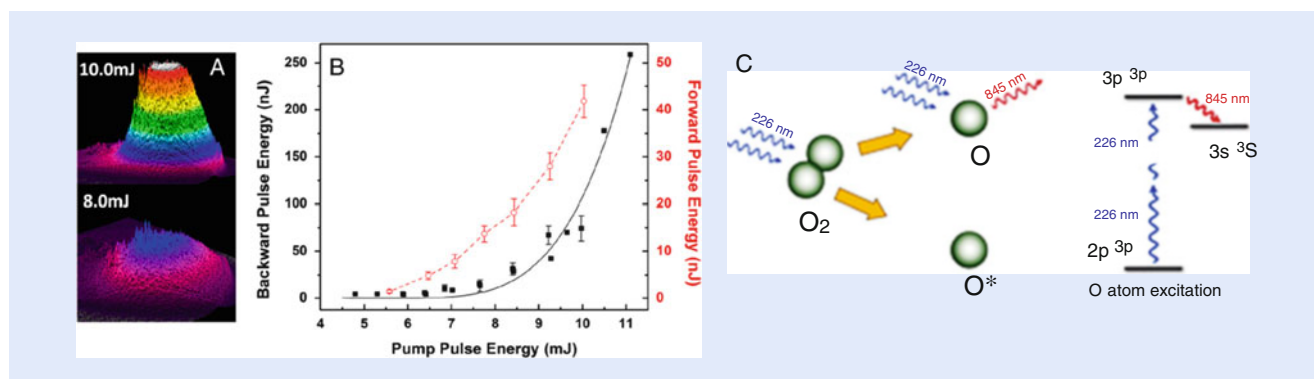 10.0mJ A
8.0mJ
B
Backward Pulse Energy (nJ)
250
200
150
100
50
0
4 5 6 7 8 9 10 11
Pump Pulse Energy (mJ)
50
40
30
20
10
0
Forward Pulse Energy (nJ)
C
226 nm
O₂
226 nm
845 nm
O
O*
3p ³p
845 nm
226 nm
3s ³S
226 nm
2p ³p
O atom excitation